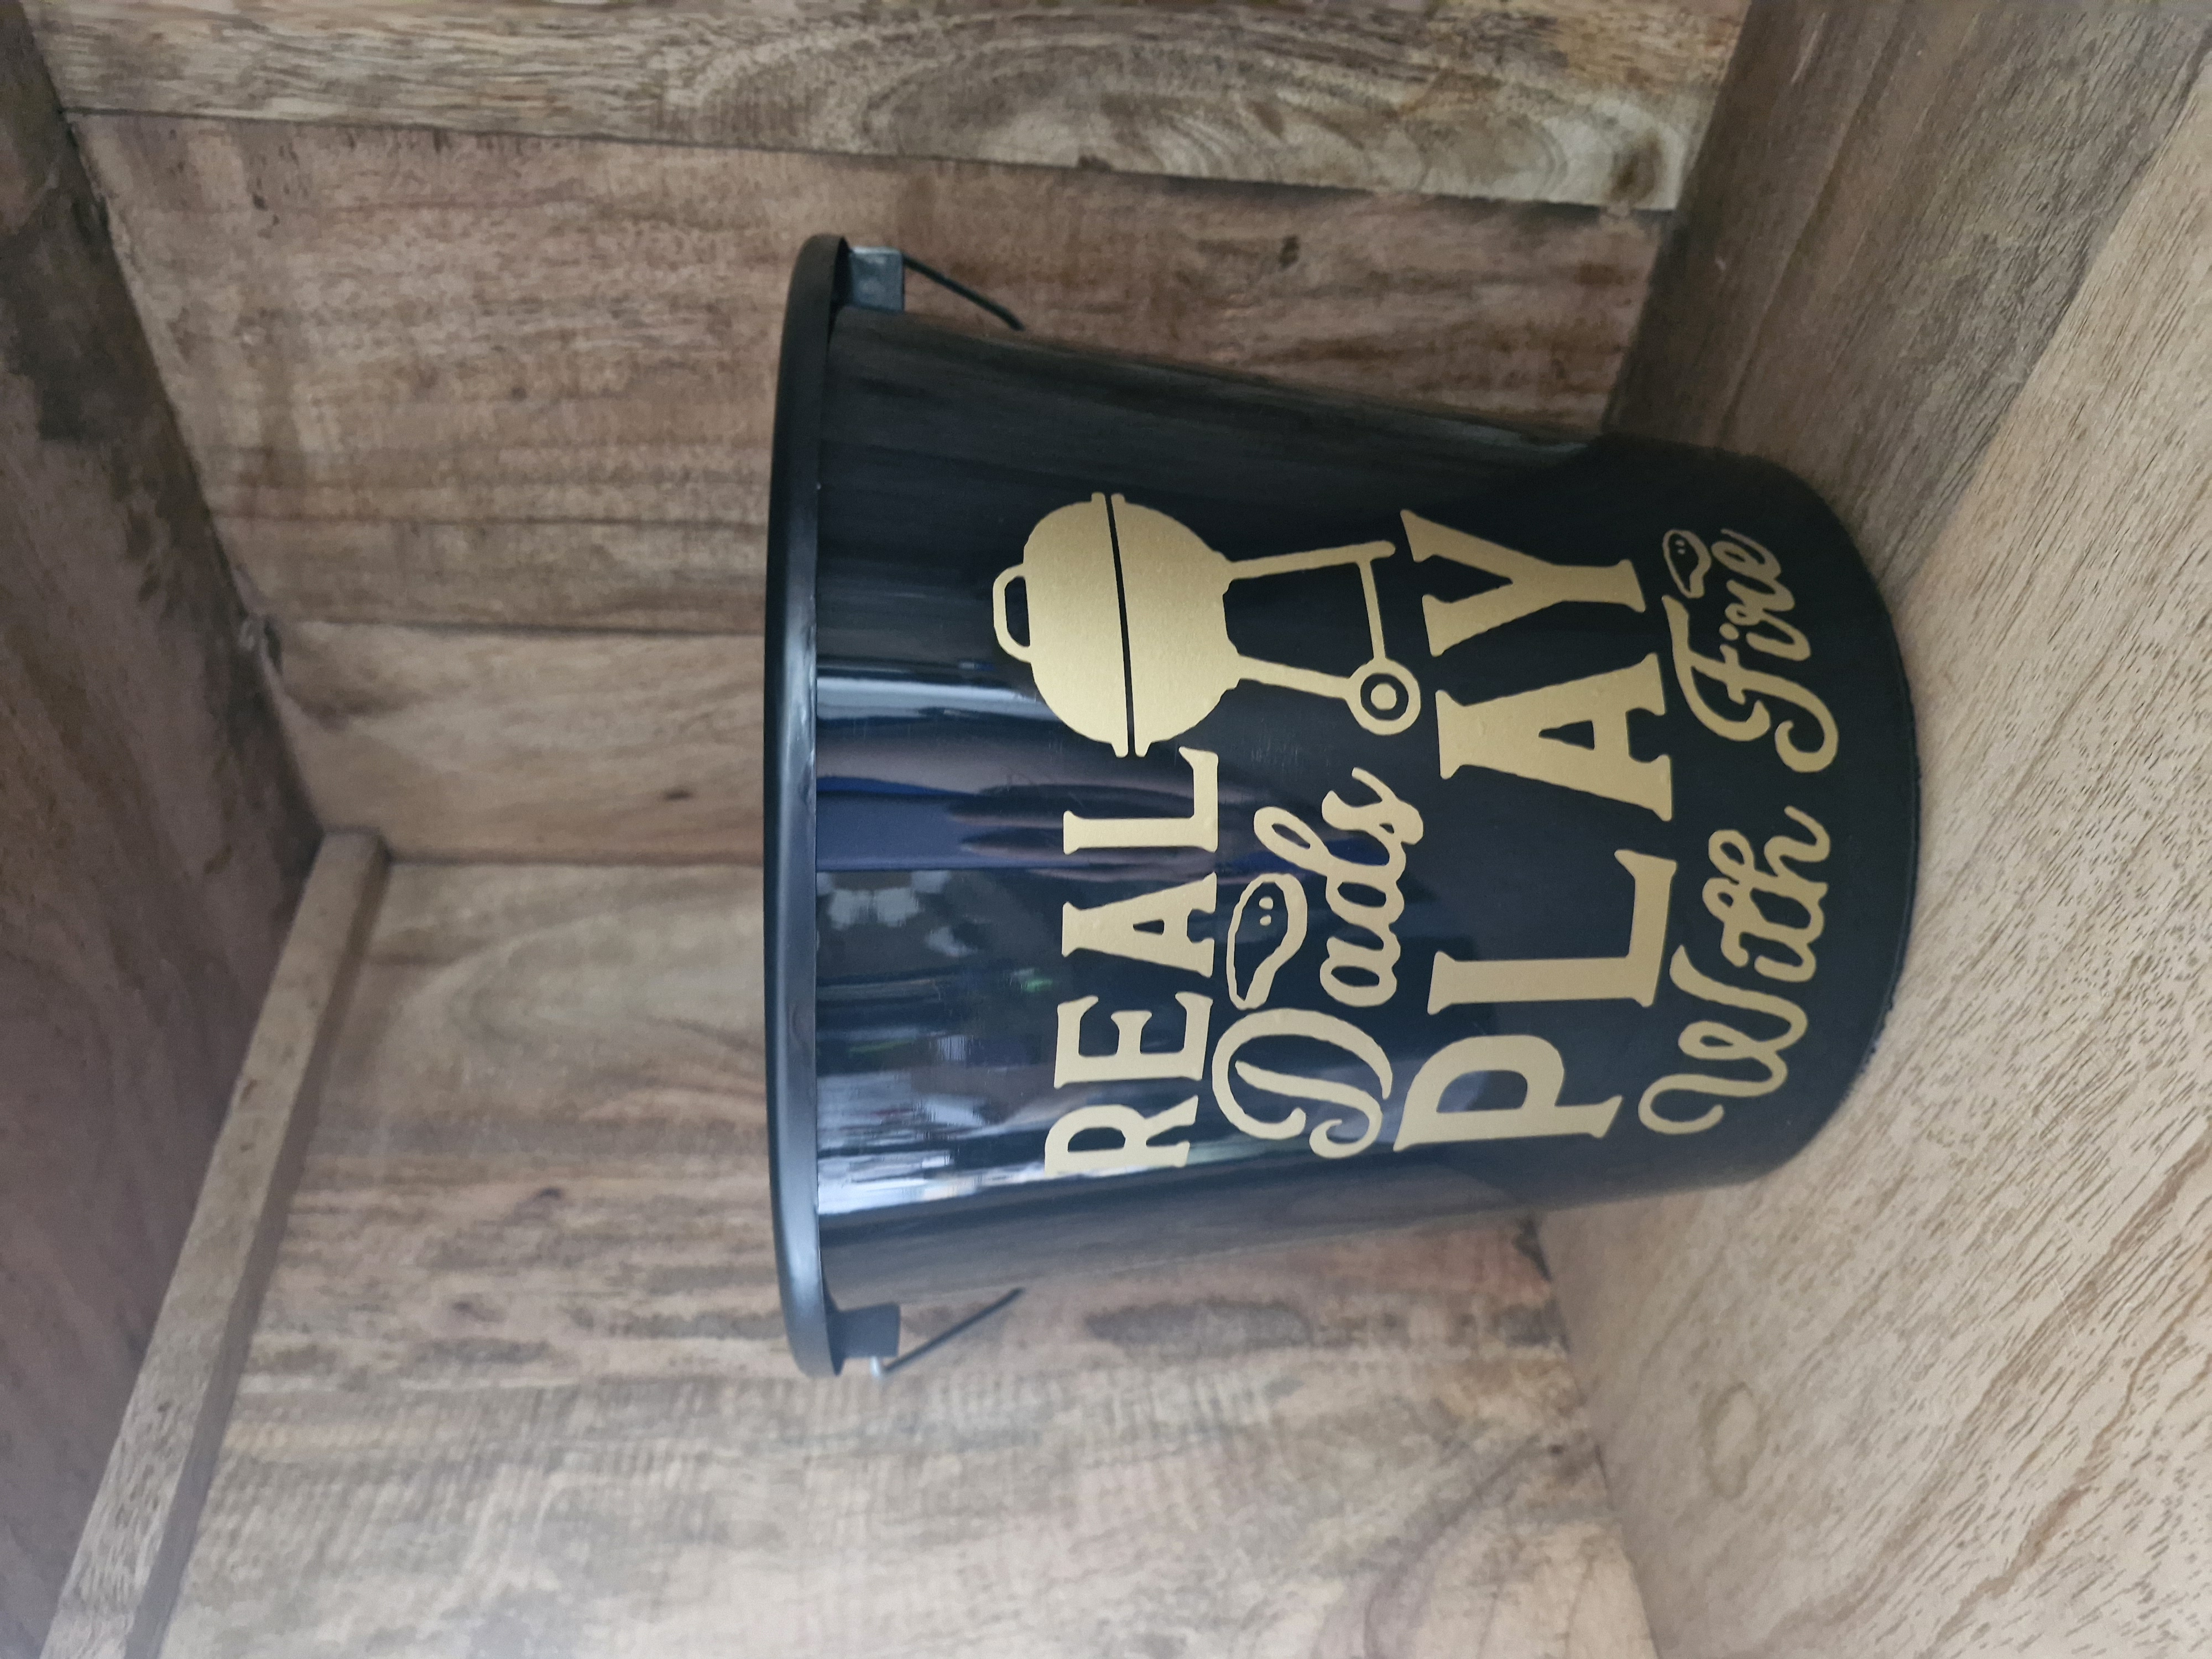 REAL
Dads
PLAY
With Fire